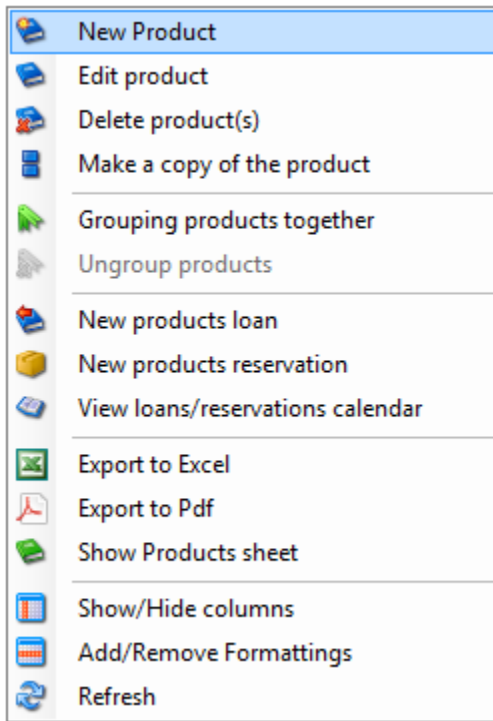 New Product
Edit product
Delete product(s)
Make a copy of the product
Grouping products together
Ungroup products
New products loan
New products reservation
View loans/reservations calendar
Export to Excel
Export to Pdf
Show Products sheet
Show/Hide columns
Add/Remove Formattings
Refresh